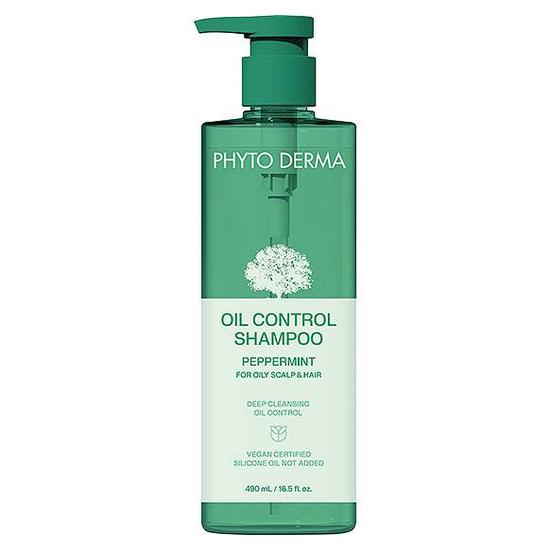 PHYTO DERMA
OIL CONTROL
SHAMPOO
PEPPERMINT
FOR OILY SCALP & HAIR
DEEP CLEANSING
OIL CONTROL
VEGAN CERTIFIED
SILICONE OIL NOT ADDED
490 mL / 16.5 fl. oz.